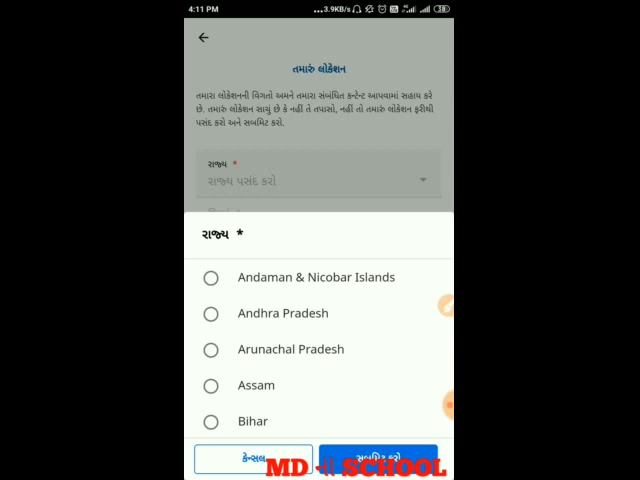 4:11 PM
...3.9KB/s
38
તમારું લોકેશન
તમારા લોકેશનની વિગતો અમને તમારા સંબંધિત કન્ટેન્ટ આપવામાં સહાય કરે
છે. તમારું લોકેશન સાચું છે કે નહીં તે તપાસો, નહીં તો તમારું લોકેશન ફરીથી
પસંદ કરો અને સબમિટ કરો.
રાજ્ય *
રાજ્ય પસંદ કરો
રાજ્ય *
Andaman & Nicobar Islands
Andhra Pradesh
Arunachal Pradesh
Assam
Bihar
કેન્સલ
સબમિટ કરો
MD ની SCHOOL